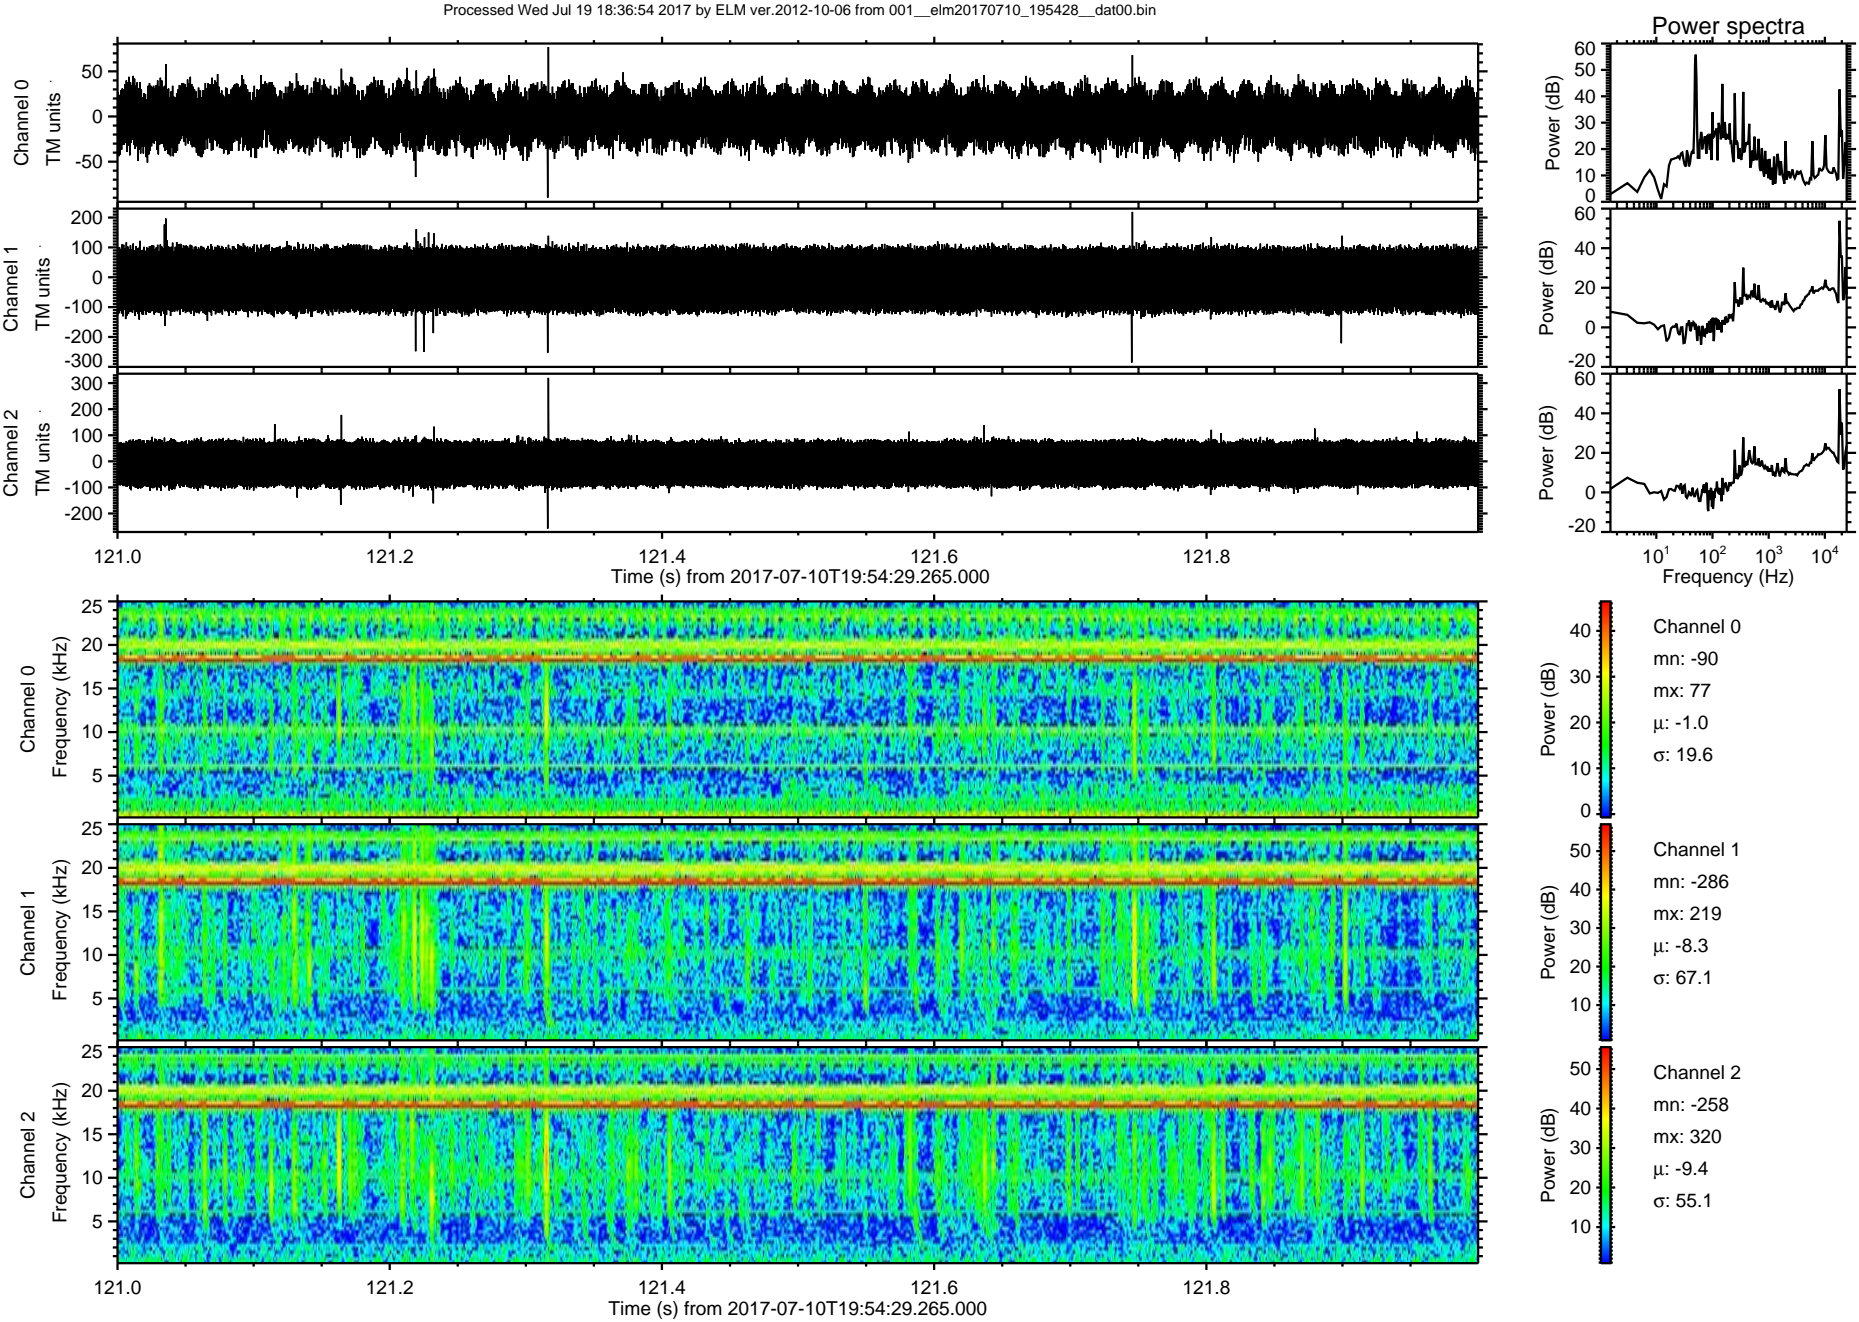 Processed Wed Jul 19 18:36:54 2017 by ELM ver.2012-10-06 from 001__elm20170710_195428__dat00.bin
Power spectra
Channel 0
TM units
50
0
-50
Power (dB)
60
50
40
30
20
10
0
Channel 1
TM units
200
100
0
-100
-200
-300
Power (dB)
60
40
20
0
-20
Channel 2
TM units
300
200
100
0
-100
-200
Power (dB)
60
40
20
0
-20
121.0 121.2 121.4 121.6 121.8
Time (s) from 2017-07-10T19:54:29.265.000
10¹ 10² 10³ 10⁴
Frequency (Hz)
Channel 0
Frequency (kHz)
25
20
15
10
5
Power (dB)
40
30
20
10
0
Channel 0
mn: -90
mx: 77
µ: -1.0
σ: 19.6
Channel 1
Frequency (kHz)
25
20
15
10
5
Power (dB)
50
40
30
20
10
Channel 1
mn: -286
mx: 219
µ: -8.3
σ: 67.1
Channel 2
Frequency (kHz)
25
20
15
10
5
Power (dB)
50
40
30
20
10
Channel 2
mn: -258
mx: 320
µ: -9.4
σ: 55.1
121.0 121.2 121.4 121.6 121.8
Time (s) from 2017-07-10T19:54:29.265.000